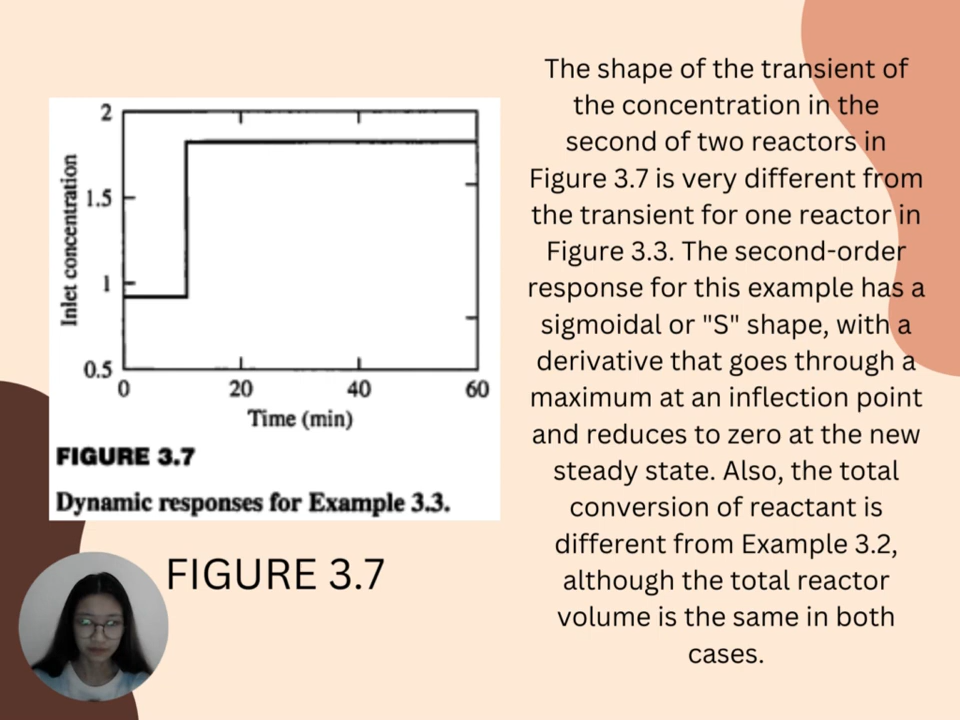 2
1.5
1
0.5
Inlet concentration
0 20 40 60
Time (min)
FIGURE 3.7
Dynamic responses for Example 3.3.
FIGURE 3.7
The shape of the transient of
the concentration in the
second of two reactors in
Figure 3.7 is very different from
the transient for one reactor in
Figure 3.3. The second-order
response for this example has a
sigmoidal or "S" shape, with a
derivative that goes through a
maximum at an inflection point
and reduces to zero at the new
steady state. Also, the total
conversion of reactant is
different from Example 3.2,
although the total reactor
volume is the same in both
cases.